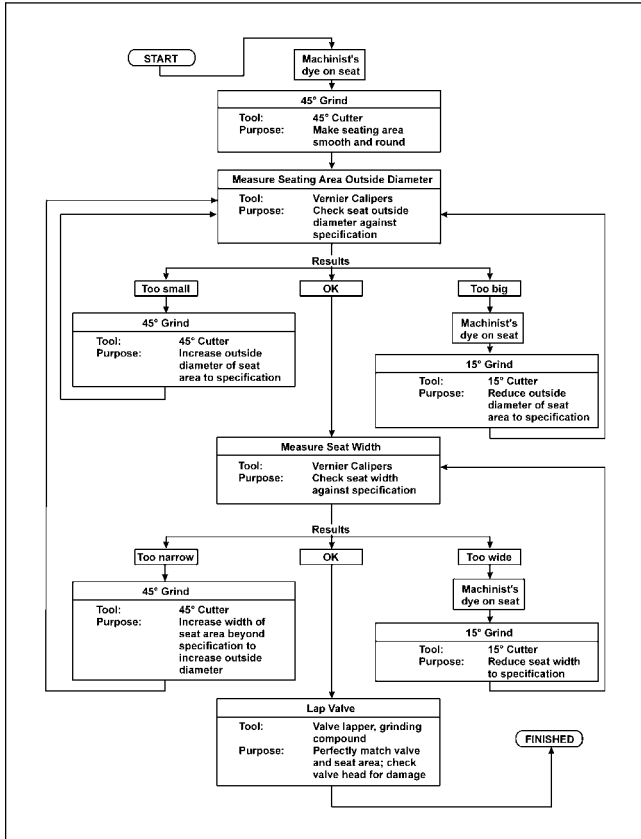 START
Machinist's
dye on seat
45° Grind
Tool: 45° Cutter
Purpose: Make seating area
smooth and round
Measure Seating Area Outside Diameter
Tool: Vernier Calipers
Purpose: Check seat outside
diameter against
specification
Results
Too small
OK
Too big
45° Grind
Tool: 45° Cutter
Purpose: Increase outside
diameter of seat
area to specification
Machinist's
dye on seat
15° Grind
Tool: 15° Cutter
Purpose: Reduce outside
diameter of seat
area to specification
Measure Seat Width
Tool: Vernier Calipers
Purpose: Check seat width
against specification
Results
Too narrow
OK
Too wide
45° Grind
Tool: 45° Cutter
Purpose: Increase width of
seat area beyond
specification to
increase outside
diameter
Machinist's
dye on seat
15° Grind
Tool: 15° Cutter
Purpose: Reduce seat width
to specification
Lap Valve
Tool: Valve lapper, grinding
compound
Purpose: Perfectly match valve
and seat area; check
valve head for damage
FINISHED